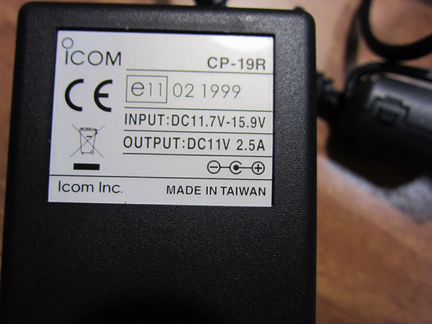 iCOM CP-19R
CE e11 02 1999
INPUT:DC11.7V-15.9V
OUTPUT:DC11V 2.5A
Icom Inc. MADE IN TAIWAN